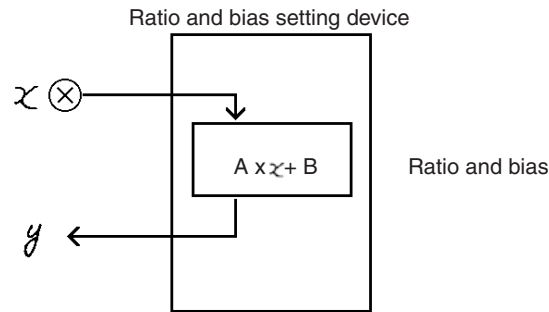 Ratio and bias setting device
x
A x x + B
Ratio and bias
y